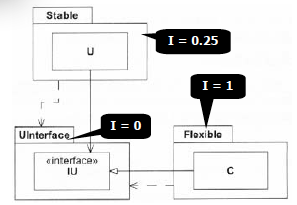 Stable
U
I = 0.25
I = 1
UInterface
I = 0
Flexible
«interface»
IU
C